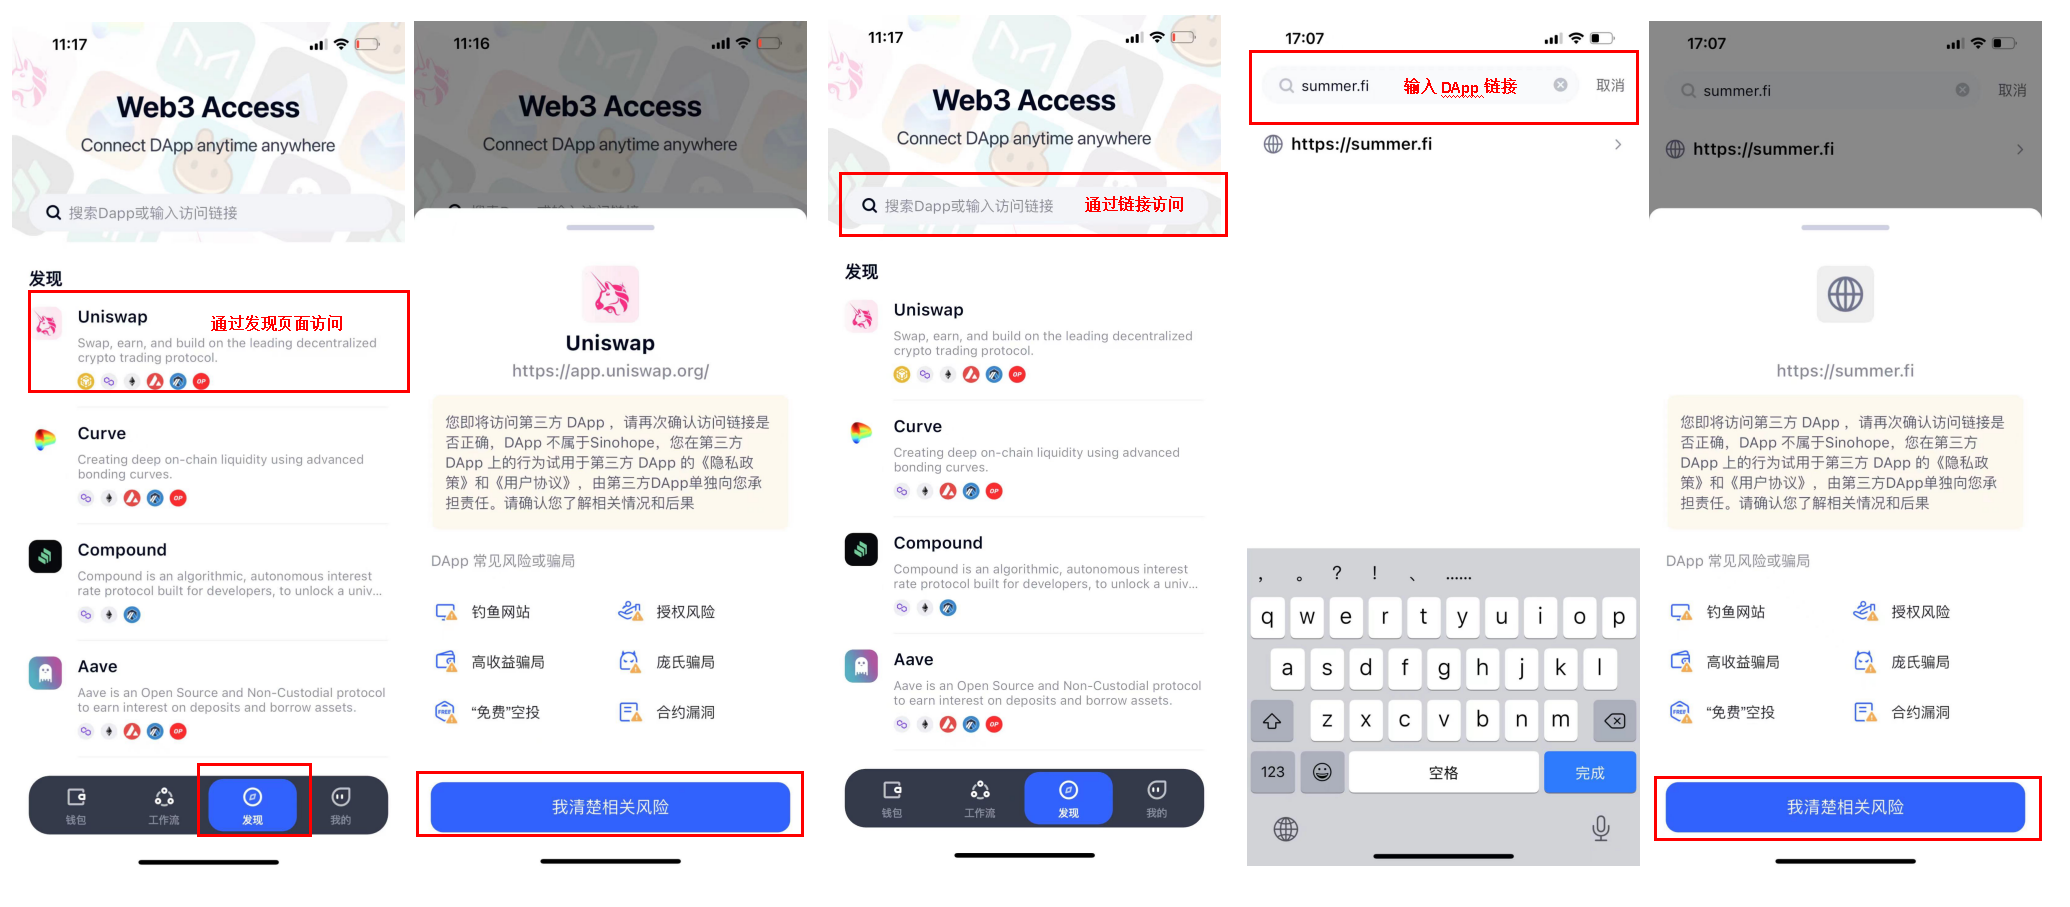 11:17
Web3 Access
Connect DApp anytime anywhere
搜索Dapp或输入访问链接
发现
Uniswap
通过发现页面访问
Swap, earn, and build on the leading decentralized
crypto trading protocol.
OP
Curve
Creating deep on-chain liquidity using advanced
bonding curves.
OP
Compound
Compound is an algorithmic, autonomous interest
rate protocol built for developers, to unlock a univ...
Aave
Aave is an Open Source and Non-Custodial protocol
to earn interest on deposits and borrow assets.
OP
钱包
工作流
发现
我的
11:16
Web3 Access
Connect DApp anytime anywhere
Uniswap
https://app.uniswap.org/
您即将访问第三方 DApp ，请再次确认访问链接是
否正确，DApp 不属于Sinohope，您在第三方
DApp 上的行为试用于第三方 DApp 的《隐私政
策》和《用户协议》，由第三方DApp单独向您承
担责任。请确认您了解相关情况和后果
DApp 常见风险或骗局
钓鱼网站
授权风险
高收益骗局
庞氏骗局
FREE
“免费”空投
合约漏洞
我清楚相关风险
11:17
Web3 Access
Connect DApp anytime anywhere
搜索Dapp或输入访问链接
通过链接访问
发现
Uniswap
Swap, earn, and build on the leading decentralized
crypto trading protocol.
OP
Curve
Creating deep on-chain liquidity using advanced
bonding curves.
OP
Compound
Compound is an algorithmic, autonomous interest
rate protocol built for developers, to unlock a univ...
Aave
Aave is an Open Source and Non-Custodial protocol
to earn interest on deposits and borrow assets.
OP
钱包
工作流
发现
我的
17:07
summer.fi
输入 DApp 链接
取消
https://summer.fi
， 。 ? ! 、 ......
q w e r t y u i o p
a s d f g h j k l
z x c v b n m
123
空格
完成
17:07
summer.fi
取消
https://summer.fi
https://summer.fi
您即将访问第三方 DApp ，请再次确认访问链接是
否正确，DApp 不属于Sinohope，您在第三方
DApp 上的行为试用于第三方 DApp 的《隐私政
策》和《用户协议》，由第三方DApp单独向您承
担责任。请确认您了解相关情况和后果
DApp 常见风险或骗局
钓鱼网站
授权风险
高收益骗局
庞氏骗局
FREE
“免费”空投
合约漏洞
我清楚相关风险